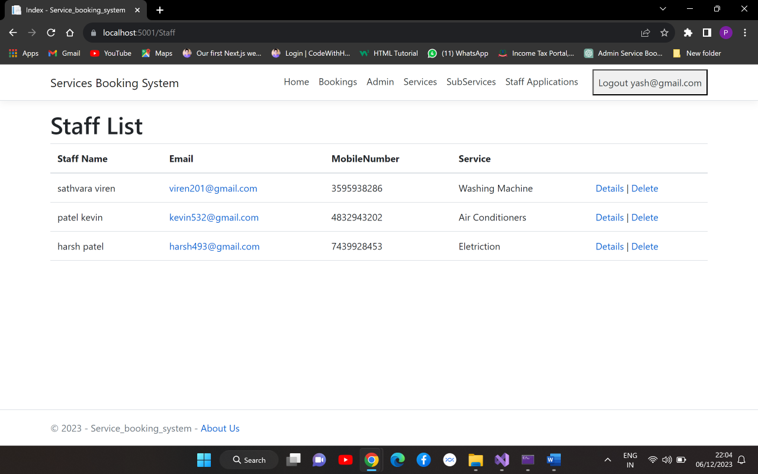 Index - Service_booking_system
localhost:5001/Staff
P
Apps Gmail YouTube Maps Our first Next.js we... Login | CodeWithH... HTML Tutorial (11) WhatsApp Income Tax Portal,... Admin Service Boo... New folder
Services Booking System Home Bookings Admin Services SubServices Staff Applications Logout yash@gmail.com
Staff List
Staff Name Email MobileNumber Service
sathvara viren viren201@gmail.com 3595938286 Washing Machine Details | Delete
patel kevin kevin532@gmail.com 4832943202 Air Conditioners Details | Delete
harsh patel harsh493@gmail.com 7439928453 Eletriction Details | Delete
© 2023 - Service_booking_system - About Us
Search
ENG
IN
22:04
06/12/2023